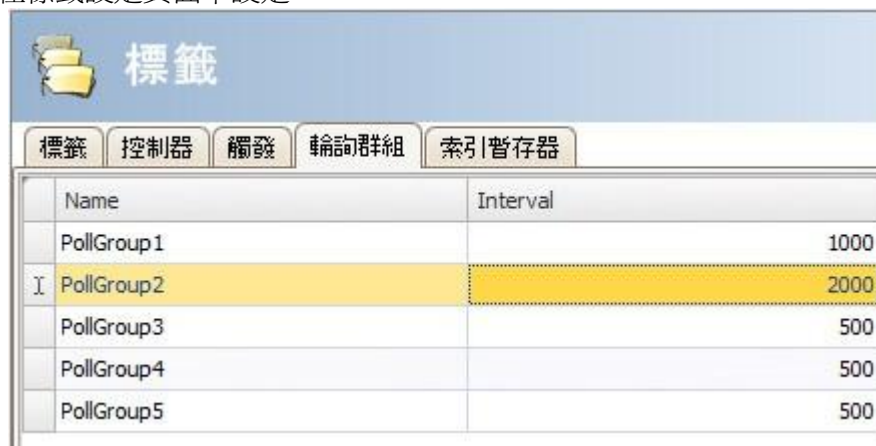 標籤
標籤 控制器 觸發 輪詢群組 索引暫存器
Name Interval
PollGroup1 1000
PollGroup2 2000
PollGroup3 500
PollGroup4 500
PollGroup5 500